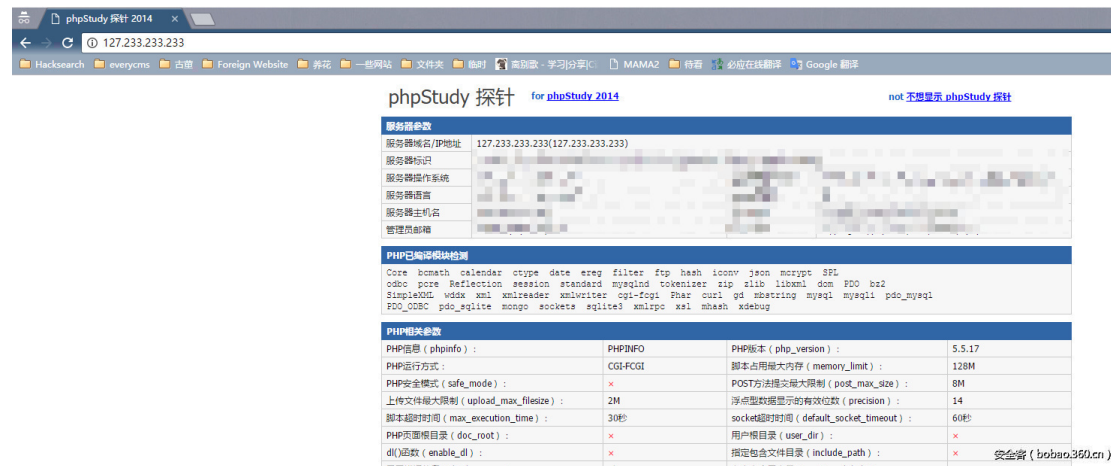 phpStudy 探针 2014
127.233.233.233
Hacksearch everycms 古董 Foreign Website 养花 一些网站 文件夹 临时 南别歌 - 学习|分享|C MAMA2 待看 必应在线翻译 Google 翻译
phpStudy 探针 for phpStudy 2014 not 不想显示 phpStudy 探针
服务器参数
服务器域名/IP地址 127.233.233.233(127.233.233.233)
服务器标识
服务器操作系统
服务器语言
服务器主机名
管理员邮箱
PHP已编译模块检测
Core bcmath calendar ctype date ereg filter ftp hash iconv json mcrypt SPL
odbc pcre Reflection session standard mysqlnd tokenizer zip zlib libxml dom PDO bz2
SimpleXML wddx xml xmlreader xmlwriter cgi-fcgi Phar curl gd mbstring mysql mysqli pdo_mysql
PDO_ODBC pdo_sqlite mongo sockets sqlite3 xmlrpc xsl mhash xdebug
PHP相关参数
PHP信息 ( phpinfo ) : PHPINFO PHP版本 ( php_version ) : 5.5.17
PHP运行方式 : CGI-FCGI 脚本占用最大内存 ( memory_limit ) : 128M
PHP安全模式 ( safe_mode ) : × POST方法提交最大限制 ( post_max_size ) : 8M
上传文件最大限制 ( upload_max_filesize ) : 2M 浮点型数据显示的有效位数 ( precision ) : 14
脚本超时时间 ( max_execution_time ) : 30秒 socket超时时间 ( default_socket_timeout ) : 60秒
PHP页面根目录 ( doc_root ) : × 用户根目录 ( user_dir ) : ×
dl()函数 ( enable_dl ) : × 指定包含文件目录 ( include_path ) : ×
安全客 ( bobao.360.cn )